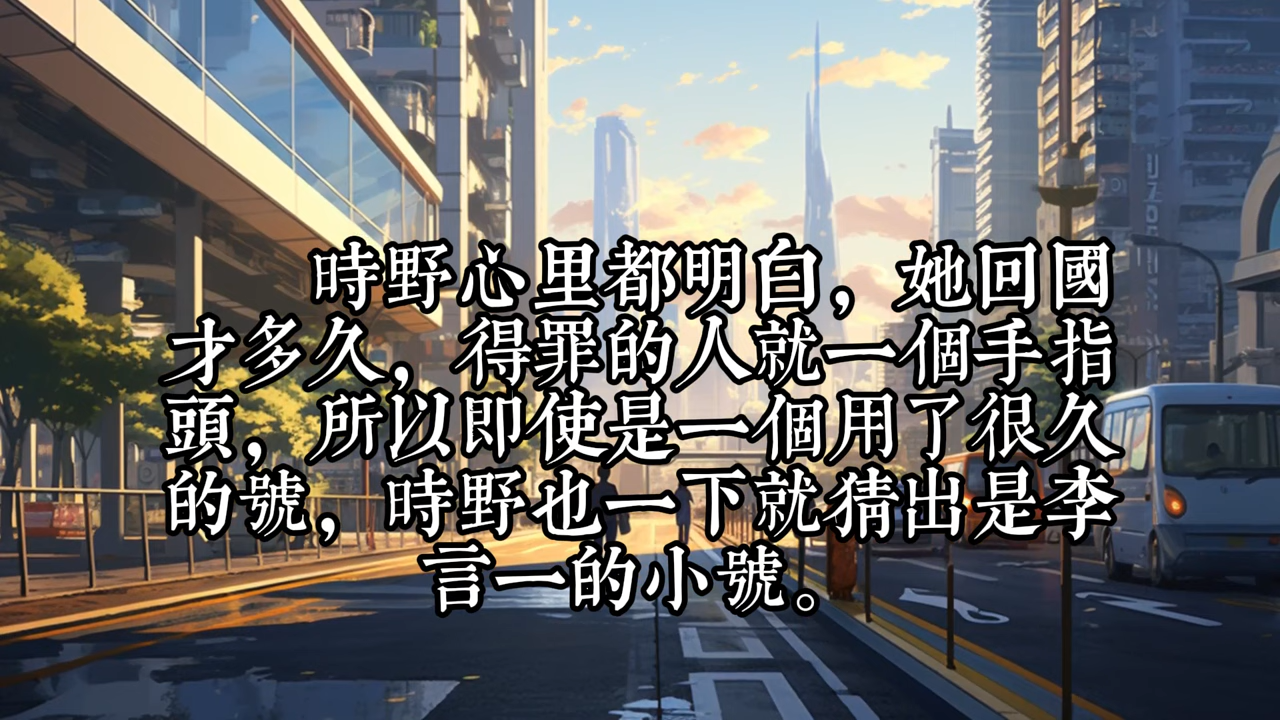 時野心里都明白，她回國
才多久，得罪的人就一個手指
頭，所以即使是一個用了很久
的號，時野也一下就猜出是李
言一的小號。